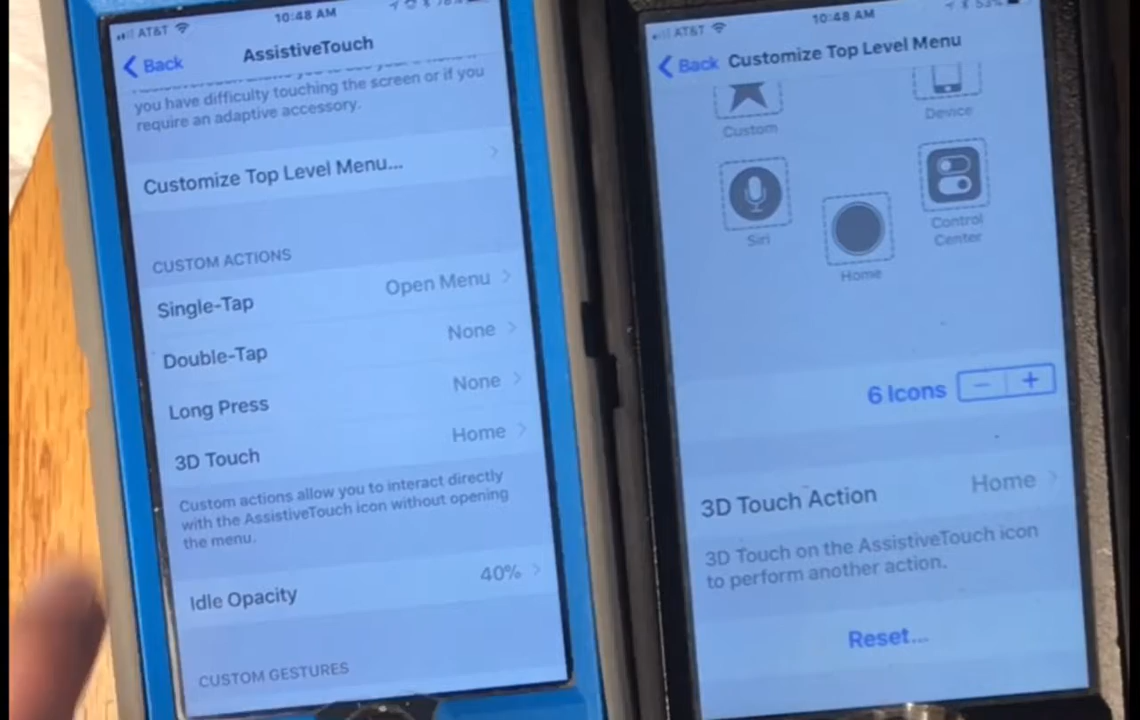 AT&T
10:48 AM
Back
AssistiveTouch
you have difficulty touching the screen or if you
require an adaptive accessory.
Customize Top Level Menu...
CUSTOM ACTIONS
Single-Tap
Open Menu
Double-Tap
None
Long Press
None
3D Touch
Home
Custom actions allow you to interact directly
with the AssistiveTouch icon without opening
the menu.
Idle Opacity
40%
CUSTOM GESTURES
AT&T
10:48 AM
53%
Back
Customize Top Level Menu
Custom
Device
Siri
Home
Control
Center
6 Icons
3D Touch Action
Home
3D Touch on the AssistiveTouch icon
to perform another action.
Reset...